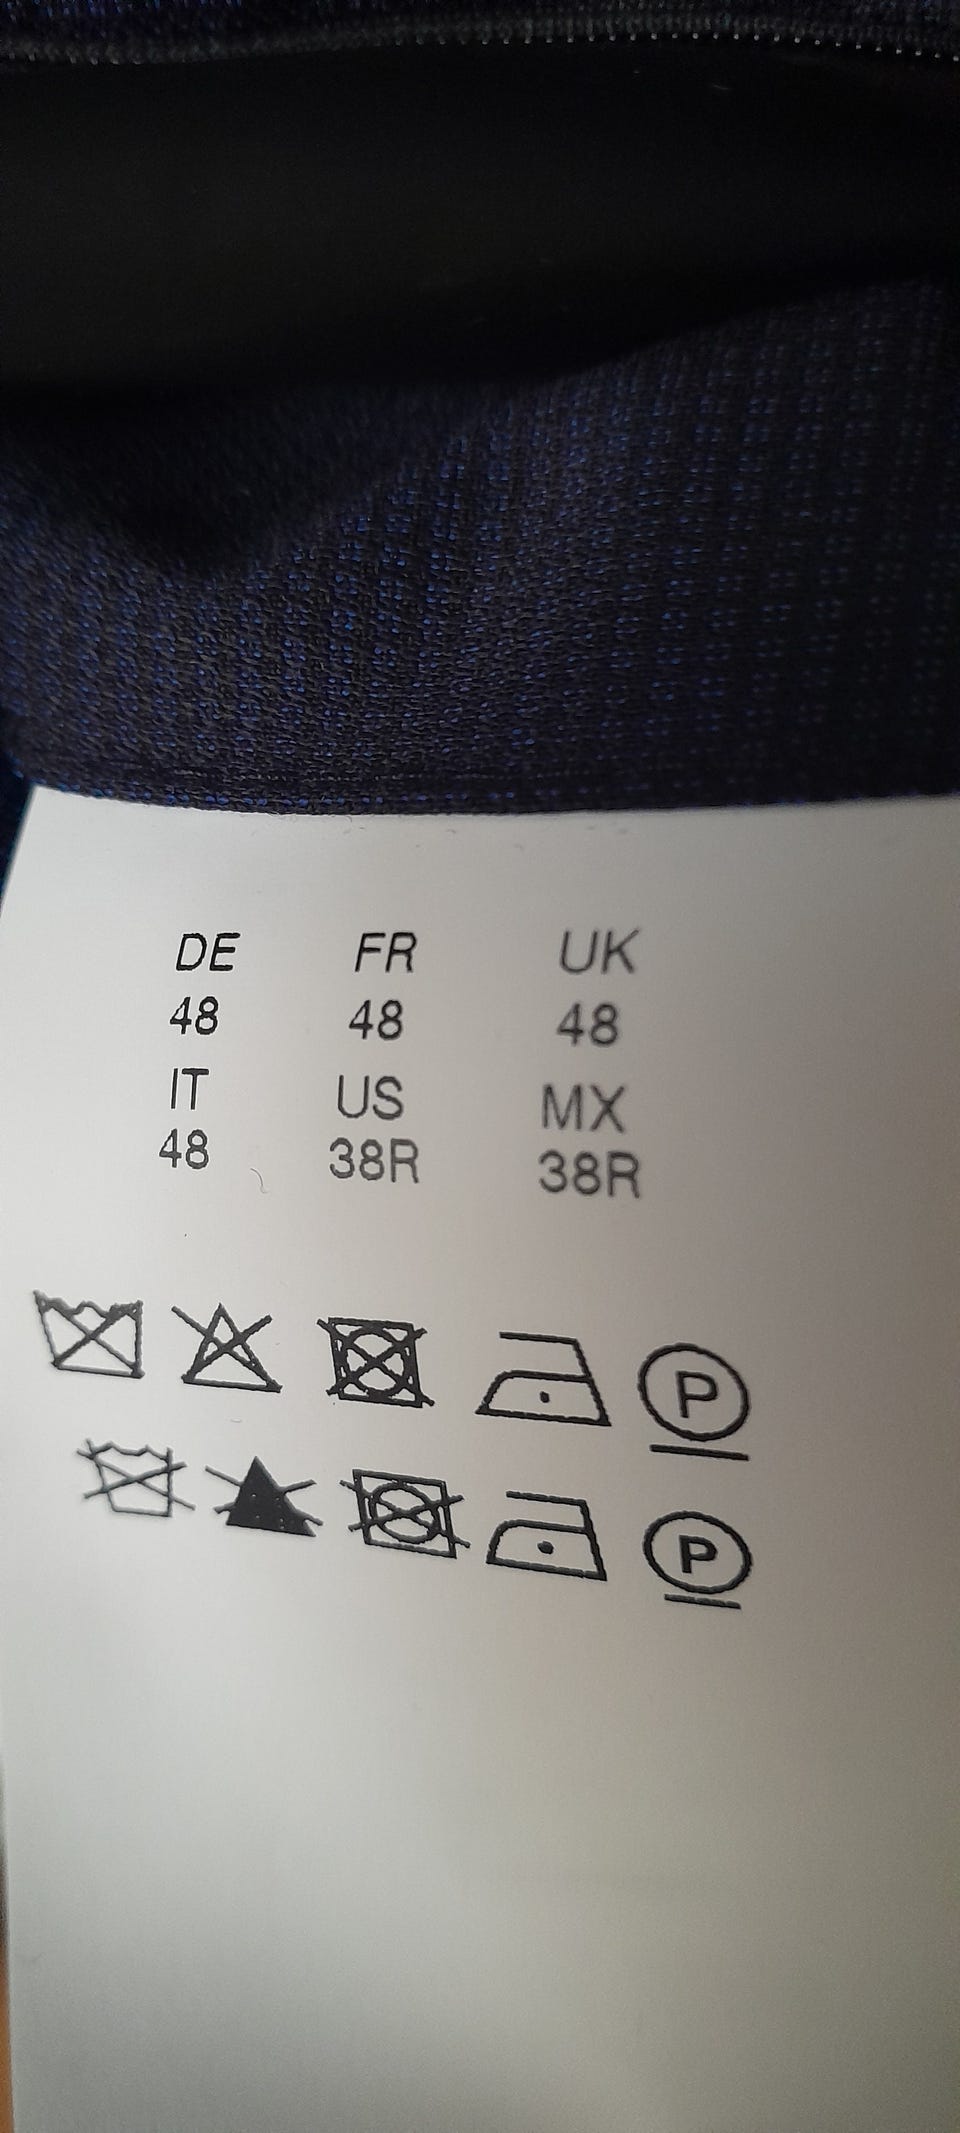 DE FR UK
48 48 48
IT US MX
48 38R 38R
P
P